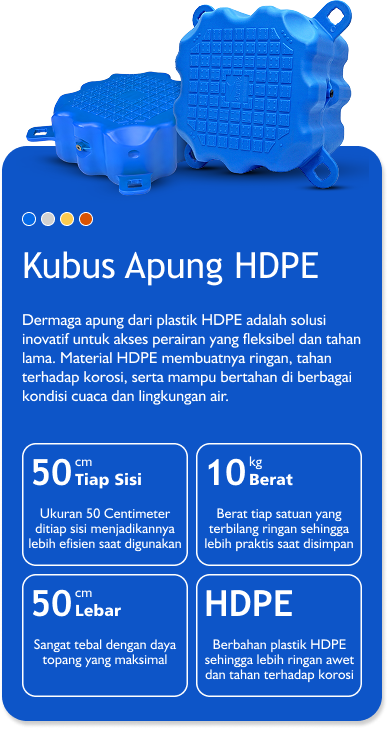 Kubus Apung HDPE
Dermaga apung dari plastik HDPE adalah solusi
inovatif untuk akses perairan yang fleksibel dan tahan
lama. Material HDPE membuatnya ringan, tahan
terhadap korosi, serta mampu bertahan di berbagai
kondisi cuaca dan lingkungan air.
50 cm
Tiap Sisi
Ukuran 50 Centimeter
ditiap sisi menjadikannya
lebih efisien saat digunakan
10 kg
Berat
Berat tiap satuan yang
terbilang ringan sehingga
lebih praktis saat disimpan
50 cm
Lebar
Sangat tebal dengan daya
topang yang maksimal
HDPE
Berbahan plastik HDPE
sehingga lebih ringan awet
dan tahan terhadap korosi